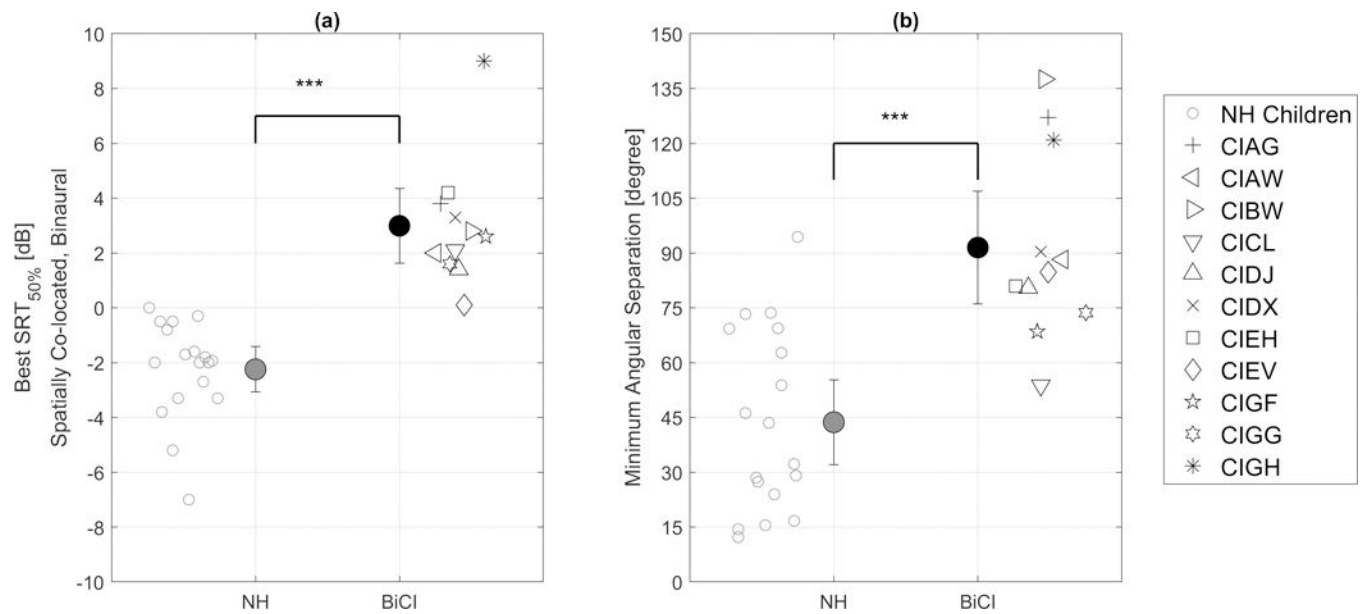 (a)
10
8
6
4
2
0
-2
-4
-6
-8
-10
Best SRT50% [dB]
Spatially Co-located, Binaural
***
NH
BiCI
(b)
150
135
120
105
90
75
60
45
30
15
0
Minimum Angular Separation [degree]
***
NH
BiCI
NH Children
CIAG
CIAW
CIBW
CICL
CIDJ
CIDX
CIEH
CIEV
CIGF
CIGG
CIGH